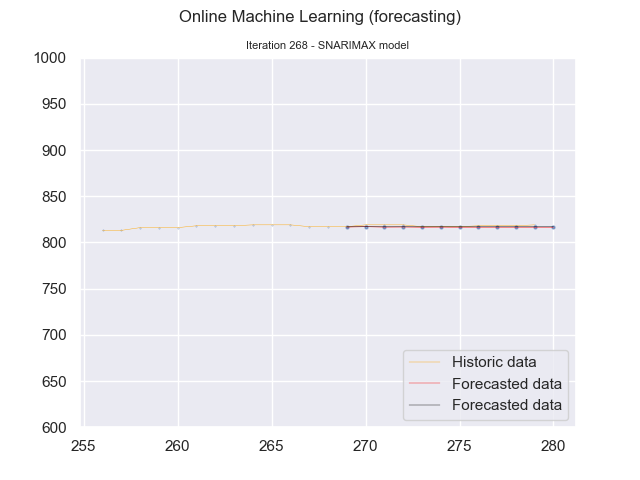 Online Machine Learning (forecasting)
Iteration 268 - SNARIMAX model
1000
950
900
850
800
750
700
650
600
Historic data
Forecasted data
Forecasted data
255 260 265 270 275 280